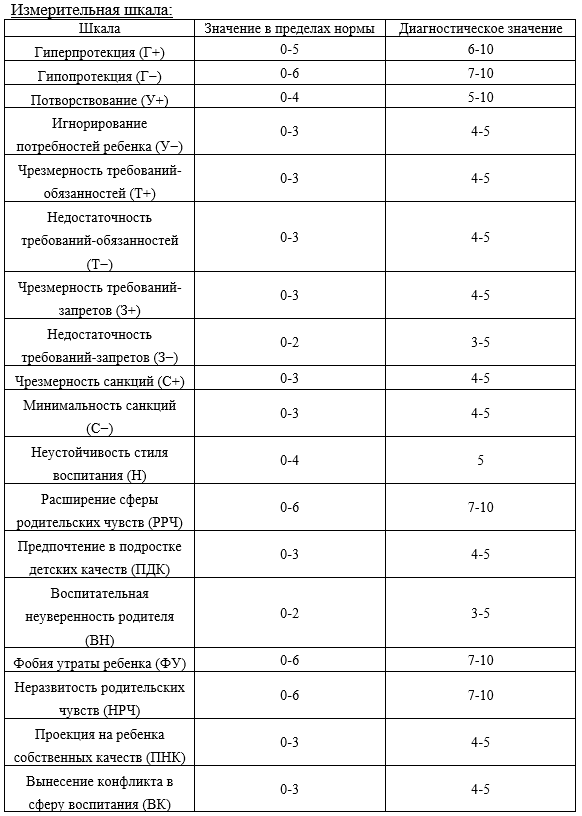 Измерительная шкала:
Шкала Значение в пределах нормы Диагностическое значение
Гиперпротекция (Г+) 0-5 6-10
Гипопротекция (Г−) 0-6 7-10
Потворствование (У+) 0-4 5-10
Игнорирование
потребностей ребенка (У−) 0-3 4-5
Чрезмерность требований-
обязанностей (Т+) 0-3 4-5
Недостаточность
требований-обязанностей 0-3 4-5
(Т−)
Чрезмерность требований-
запретов (З+) 0-3 4-5
Недостаточность
требований-запретов (З−) 0-2 3-5
Чрезмерность санкций (С+) 0-3 4-5
Минимальность санкций
(С−) 0-3 4-5
Неустойчивость стиля
воспитания (Н) 0-4 5
Расширение сферы
родительских чувств (РРЧ) 0-6 7-10
Предпочтение в подростке
детских качеств (ПДК) 0-3 4-5
Воспитательная
неуверенность родителя 0-2 3-5
(ВН)
Фобия утраты ребенка (ФУ) 0-6 7-10
Неразвитость родительских
чувств (НРЧ) 0-6 7-10
Проекция на ребенка
собственных качеств (ПНК) 0-3 4-5
Вынесение конфликта в
сферу воспитания (ВК) 0-3 4-5